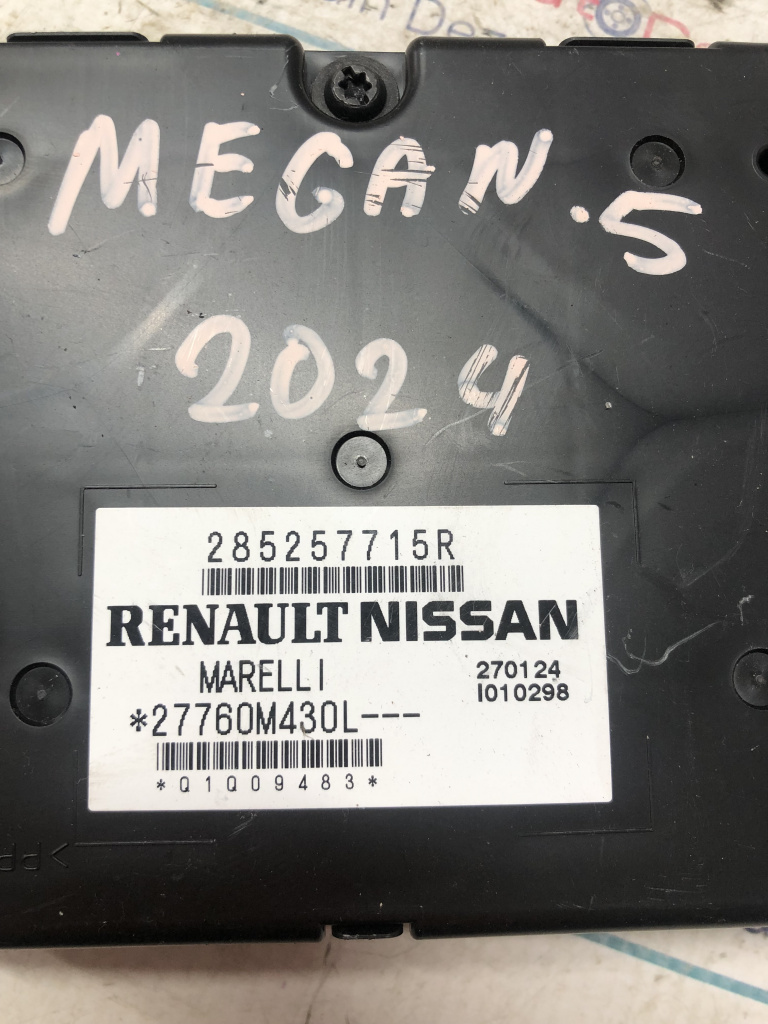 MEGAN.5
2024
285257715R
RENAULT NISSAN
MARELLI
270124
I010298
*27760M430L---
*Q1Q09483*